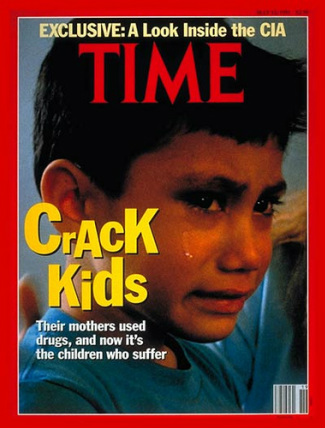 EXCLUSIVE: A Look Inside the CIA
TIME
CrAcK
Kids
Their mothers used
drugs, and now it's
the children who suffer